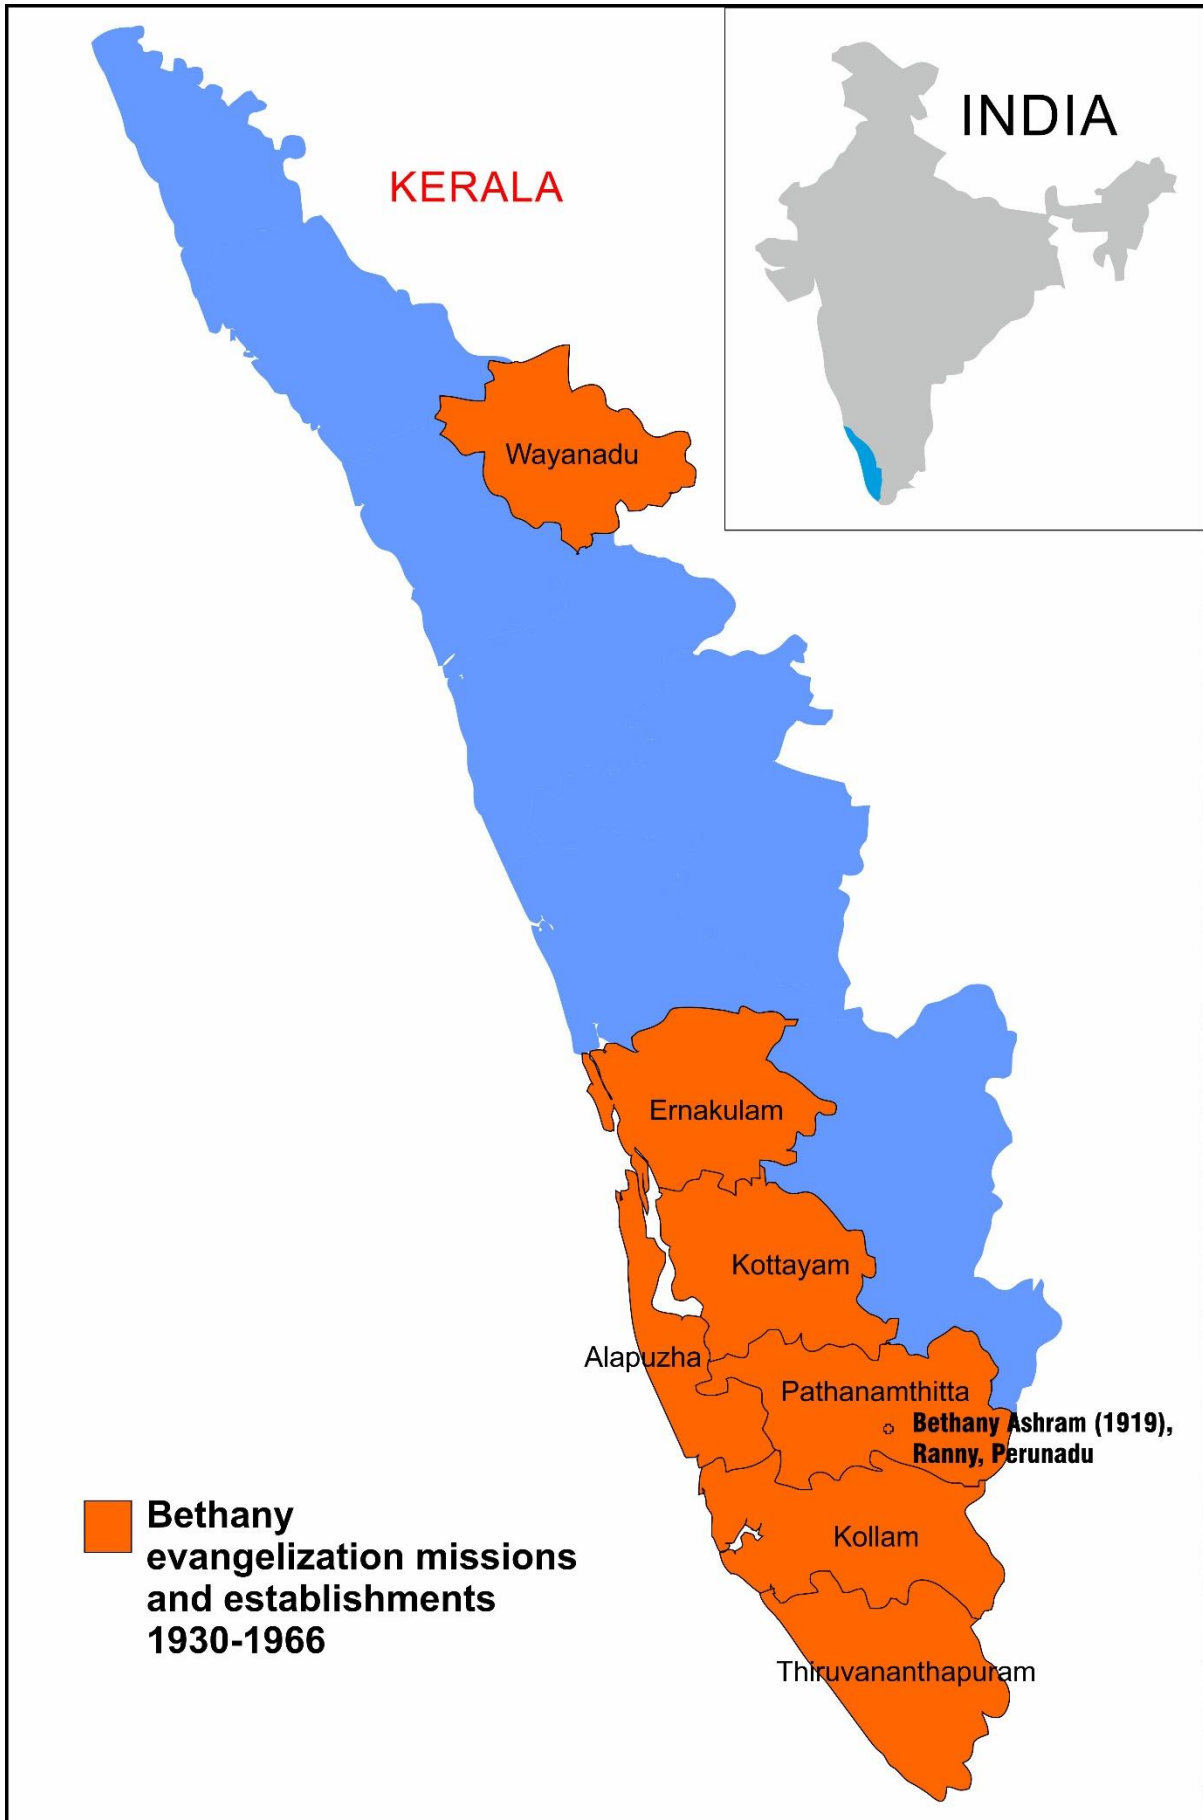 INDIA
KERALA
Wayanadu
Ernakulam
Kottayam
Alapuzha
Pathanamthitta
Bethany Ashram (1919),
Ranny, Perunadu
Kollam
Thiruvananthapuram
Bethany
evangelization missions
and establishments
1930-1966